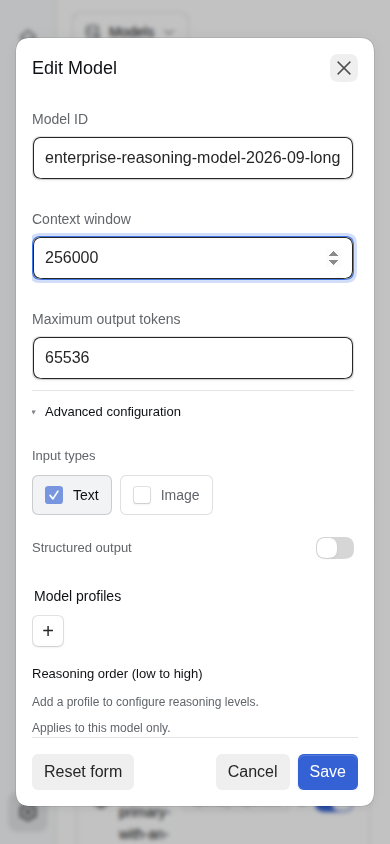 Models
Edit Model
Model ID
enterprise-reasoning-model-2026-09-long
Context window
256000
Maximum output tokens
65536
Advanced configuration
Input types
Text
Image
Structured output
Model profiles
+
Reasoning order (low to high)
Add a profile to configure reasoning levels.
Applies to this model only.
Reset form
Cancel
Save
primary-
with-an-